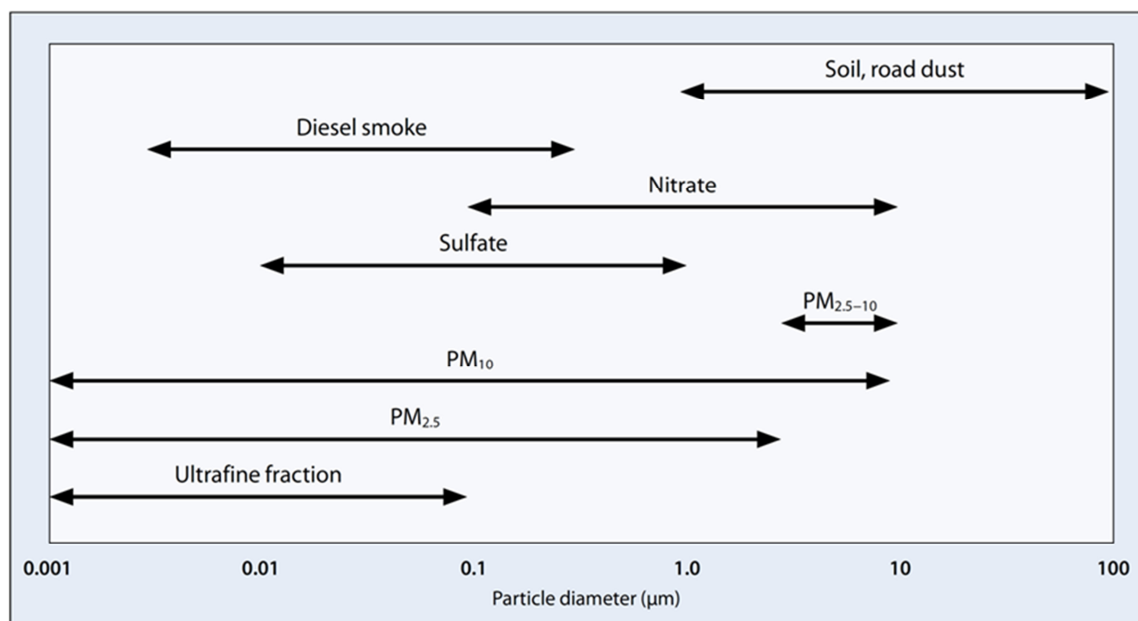 Soil, road dust
Diesel smoke
Nitrate
Sulfate
PM₂.₅₋₁₀
PM₁₀
PM₂.₅
Ultrafine fraction
0.001 0.01 0.1 1.0 10 100
Particle diameter (µm)